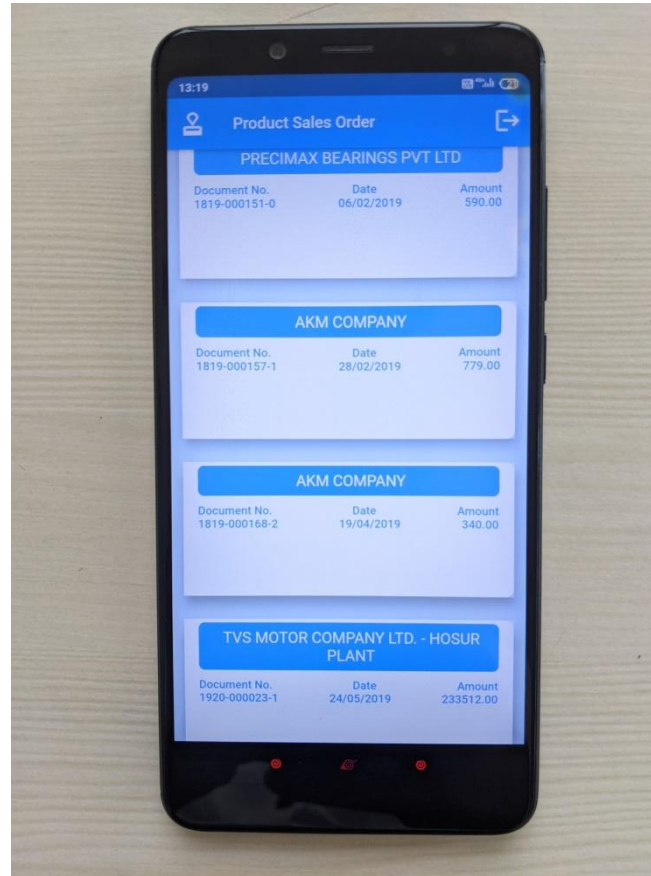 13:19
Product Sales Order
PRECIMAX BEARINGS PVT LTD
Document No. Date Amount
1819-000151-0 06/02/2019 590.00
AKM COMPANY
Document No. Date Amount
1819-000157-1 28/02/2019 779.00
AKM COMPANY
Document No. Date Amount
1819-000168-2 19/04/2019 340.00
TVS MOTOR COMPANY LTD. - HOSUR
PLANT
Document No. Date Amount
1920-000023-1 24/05/2019 233512.00